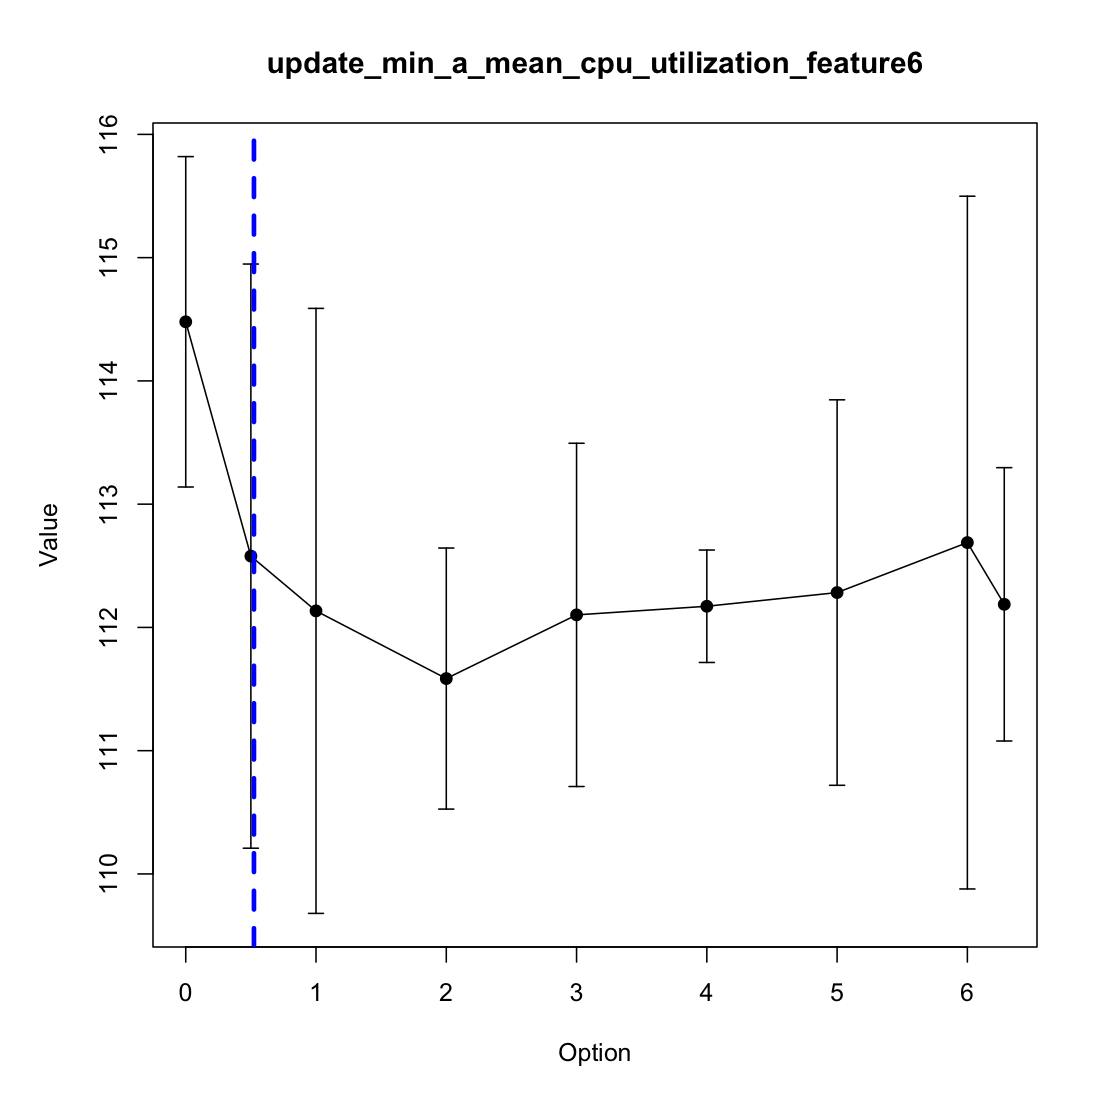 update_min_a_mean_cpu_utilization_feature6
116
115
114
113
112
111
110
Value
0 1 2 3 4 5 6
Option